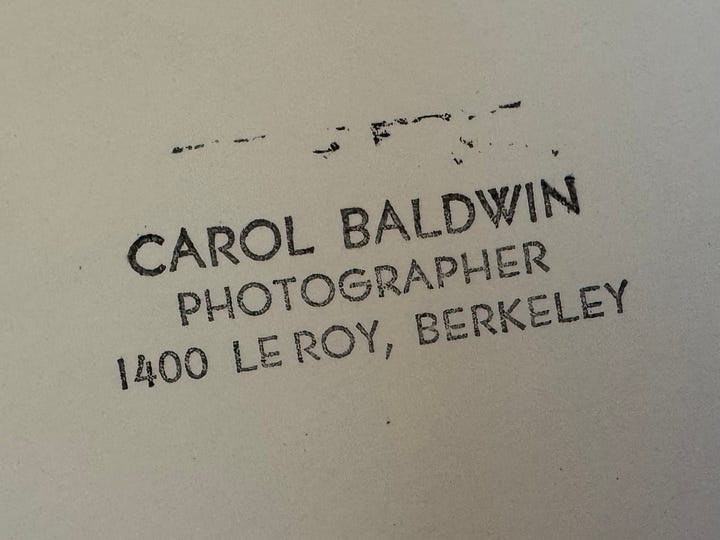 CAROL BALDWIN
PHOTOGRAPHER
1400 LE ROY, BERKELEY